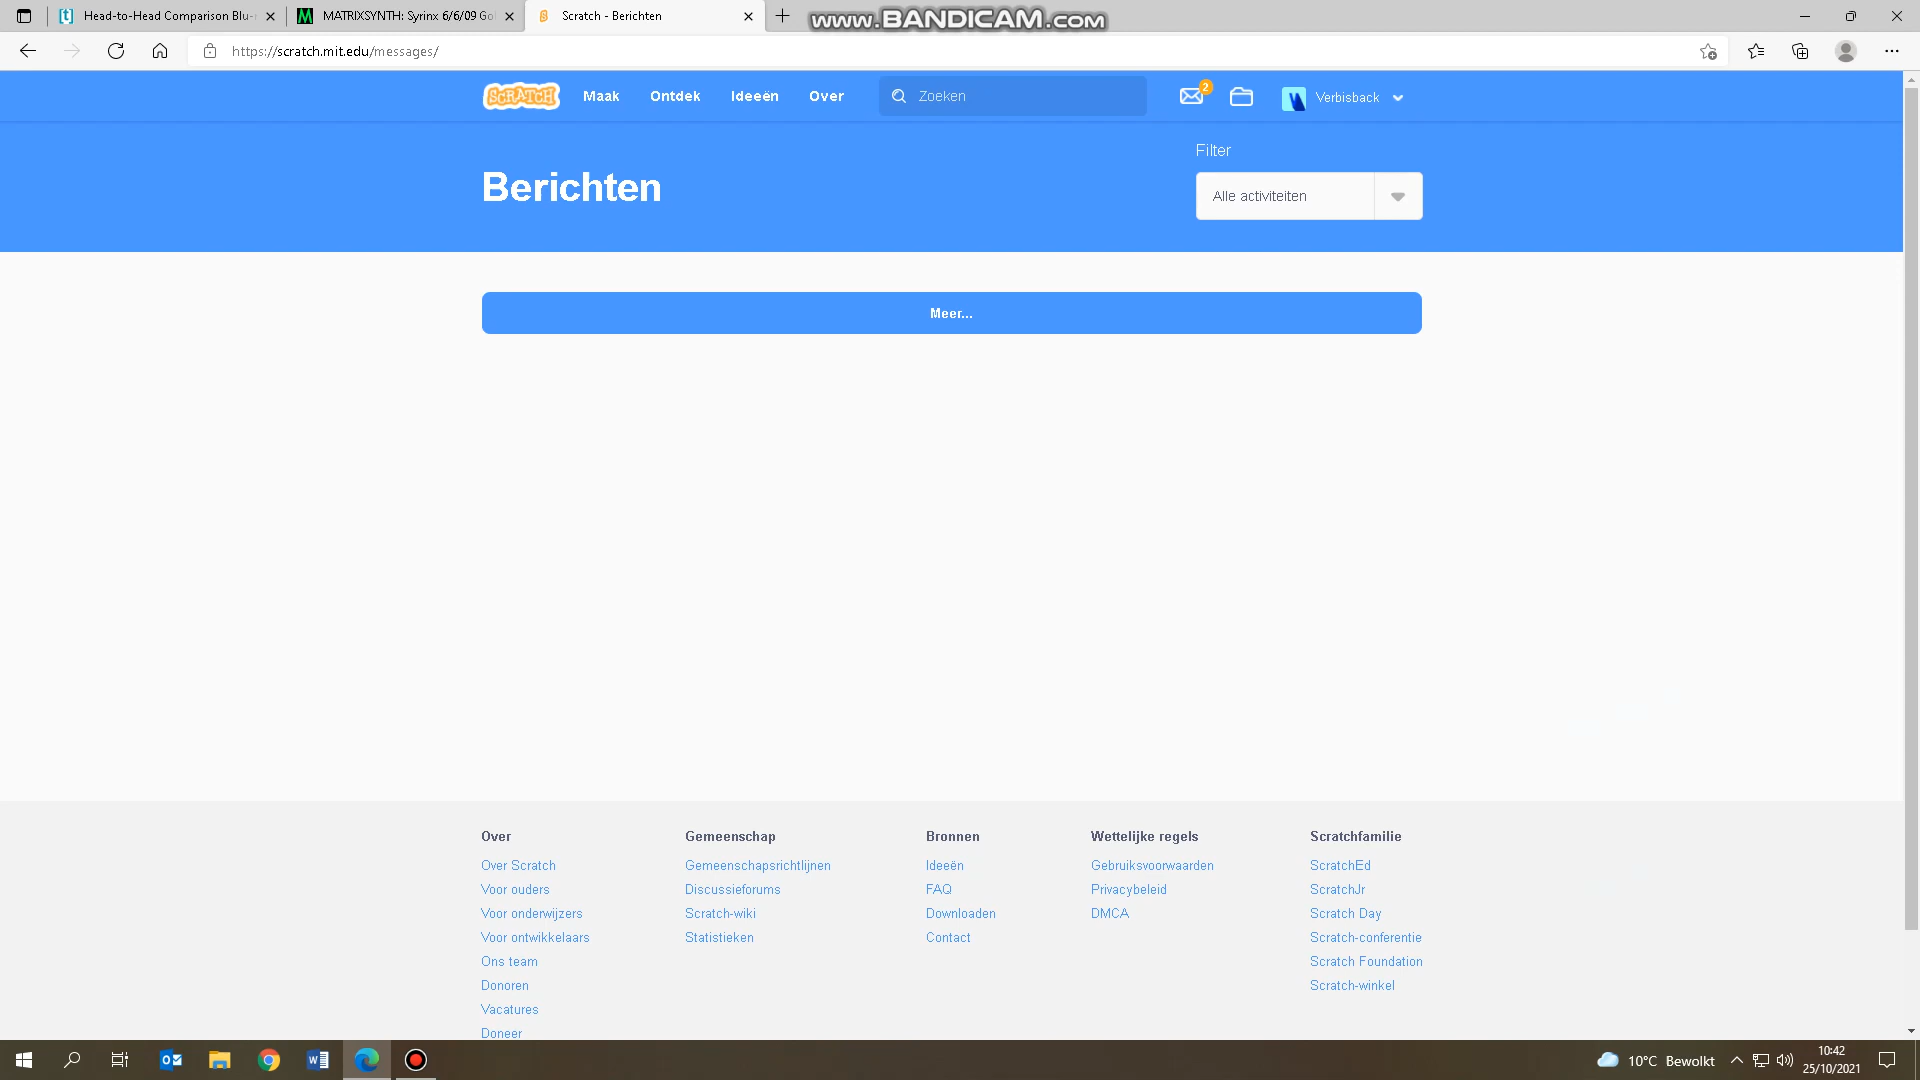 Head-to-Head Comparison Blu-r
MATRIXSYNTH: Syrinx 6/6/09 Gol
Scratch - Berichten
www.BANDICAM.com
https://scratch.mit.edu/messages/
SCRATCH
Maak
Ontdek
Ideeën
Over
Zoeken
2
Verbisback
Berichten
Filter
Alle activiteiten
Meer...
Over
Over Scratch
Voor ouders
Voor onderwijzers
Voor ontwikkelaars
Ons team
Donoren
Vacatures
Doneer
Gemeenschap
Gemeenschapsrichtlijnen
Discussieforums
Scratch-wiki
Statistieken
Bronnen
Ideeën
FAQ
Downloaden
Contact
Wettelijke regels
Gebruiksvoorwaarden
Privacybeleid
DMCA
Scratchfamilie
ScratchEd
ScratchJr
Scratch Day
Scratch-conferentie
Scratch Foundation
Scratch-winkel
10°C Bewolkt
10:42
25/10/2021